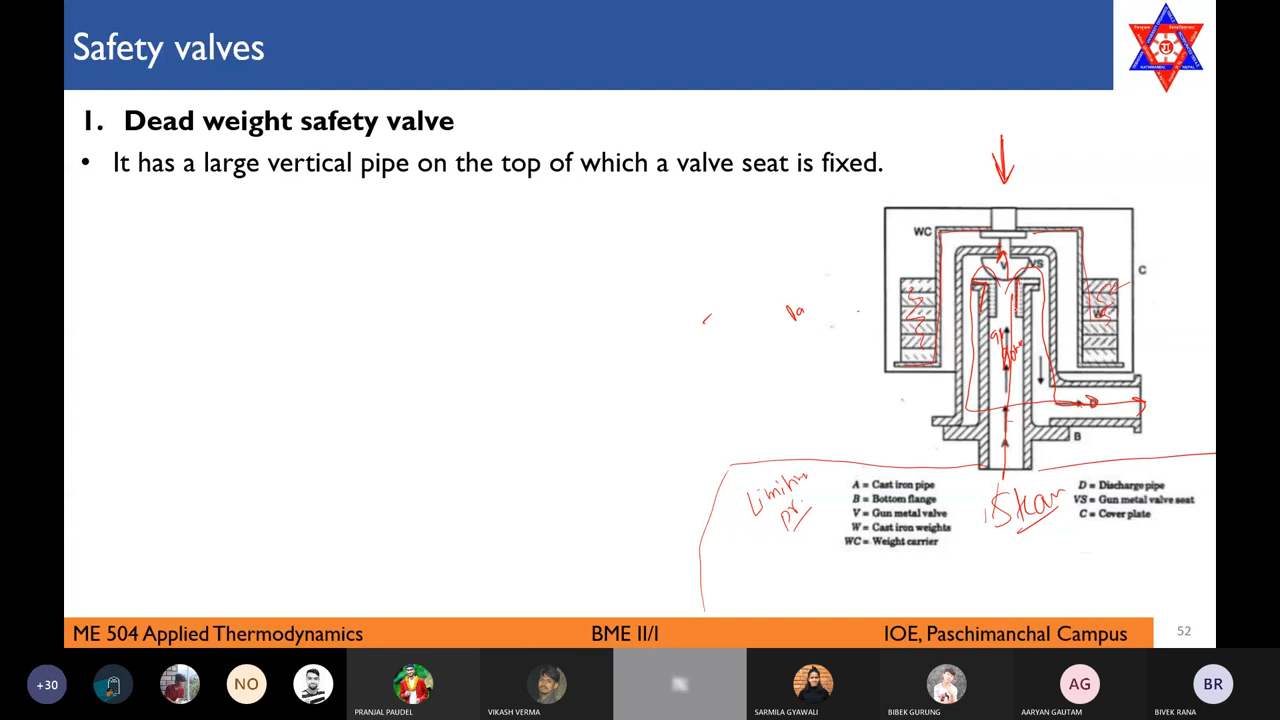 Safety valves
1. Dead weight safety valve
• It has a large vertical pipe on the top of which a valve seat is fixed.
WC
V
VS
C
W
D
B
A
A = Cast iron pipe
B = Bottom flange
V = Gun metal valve
W = Cast iron weights
WC = Weight carrier
D = Discharge pipe
VS = Gun metal valve seat
C = Cover plate
Limiting
pr.
Steam
ME 504 Applied Thermodynamics
BME II/I
IOE, Paschimanchal Campus
52
+30
NO
PRANJAL PAUDEL
VIKASH VERMA
SARMILA GYAWALI
BIBEK GURUNG
AG
AARYAN GAUTAM
BR
BIVEK RANA